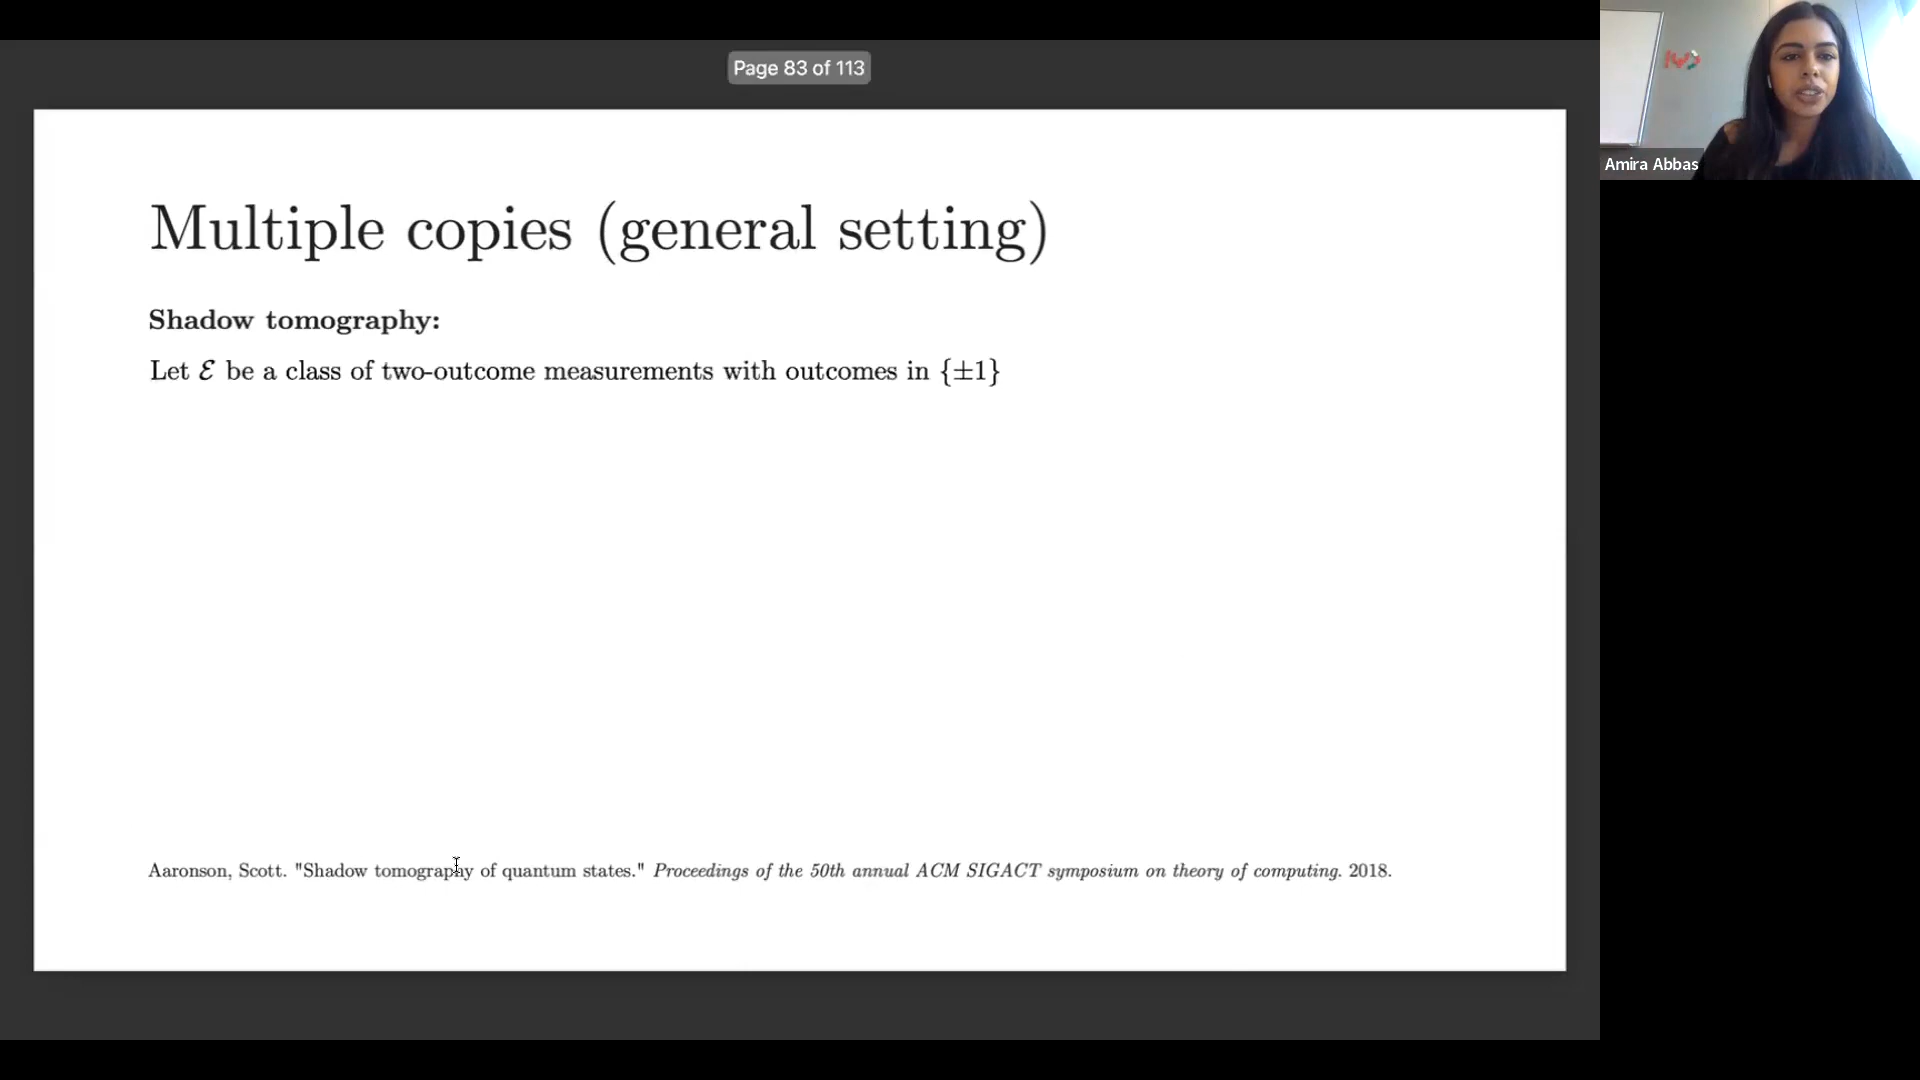 Page 83 of 113
Multiple copies (general setting)
Shadow tomography:
Let ℰ be a class of two-outcome measurements with outcomes in {±1}
Aaronson, Scott. "Shadow tomography of quantum states." Proceedings of the 50th annual ACM SIGACT symposium on theory of computing. 2018.
Amira Abbas